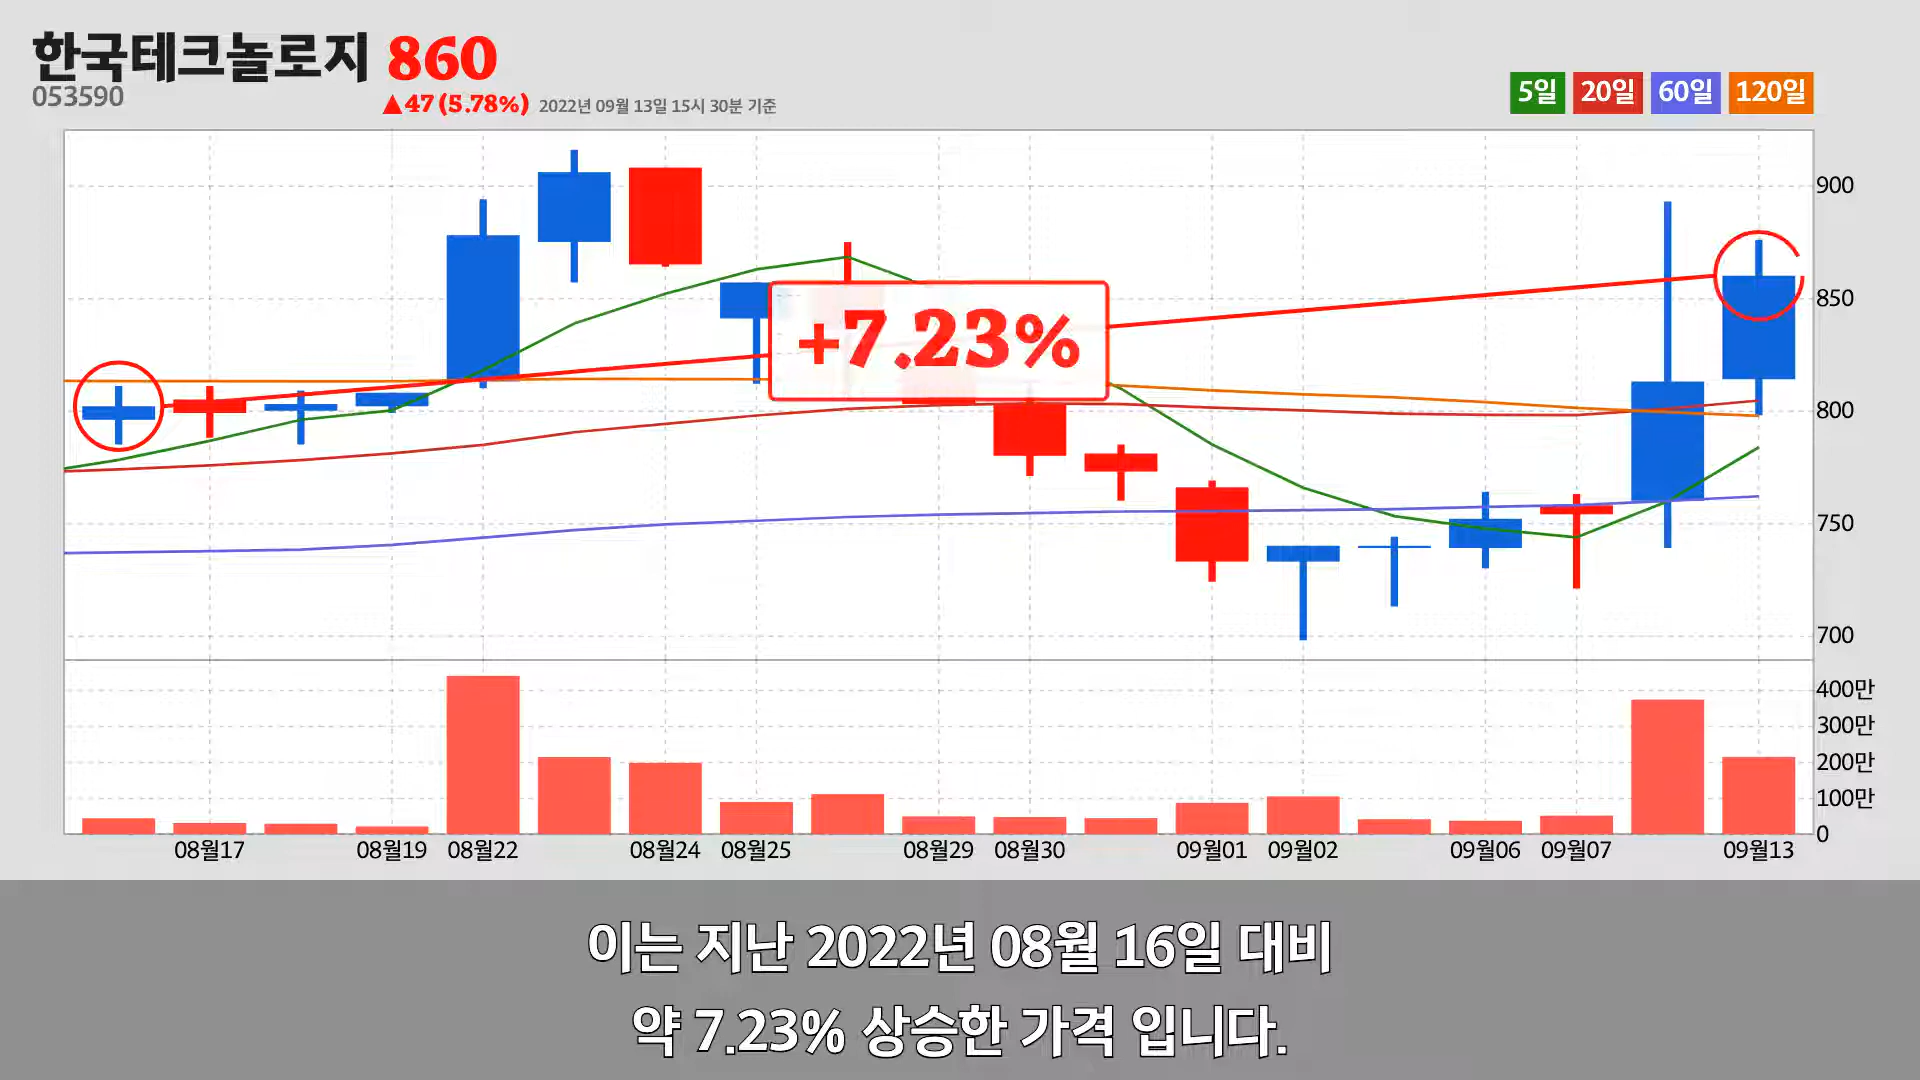 한국테크놀로지 860
053590
▲47 (5.78%) 2022년 09월 13일 15시 30분 기준
5일 20일 60일 120일
900
850
800
750
700
+7.23%
400만
300만
200만
100만
0
08월17 08월19 08월22 08월24 08월25 08월29 08월30 09월01 09월02 09월06 09월07 09월13
이는 지난 2022년 08월 16일 대비
약 7.23% 상승한 가격 입니다.